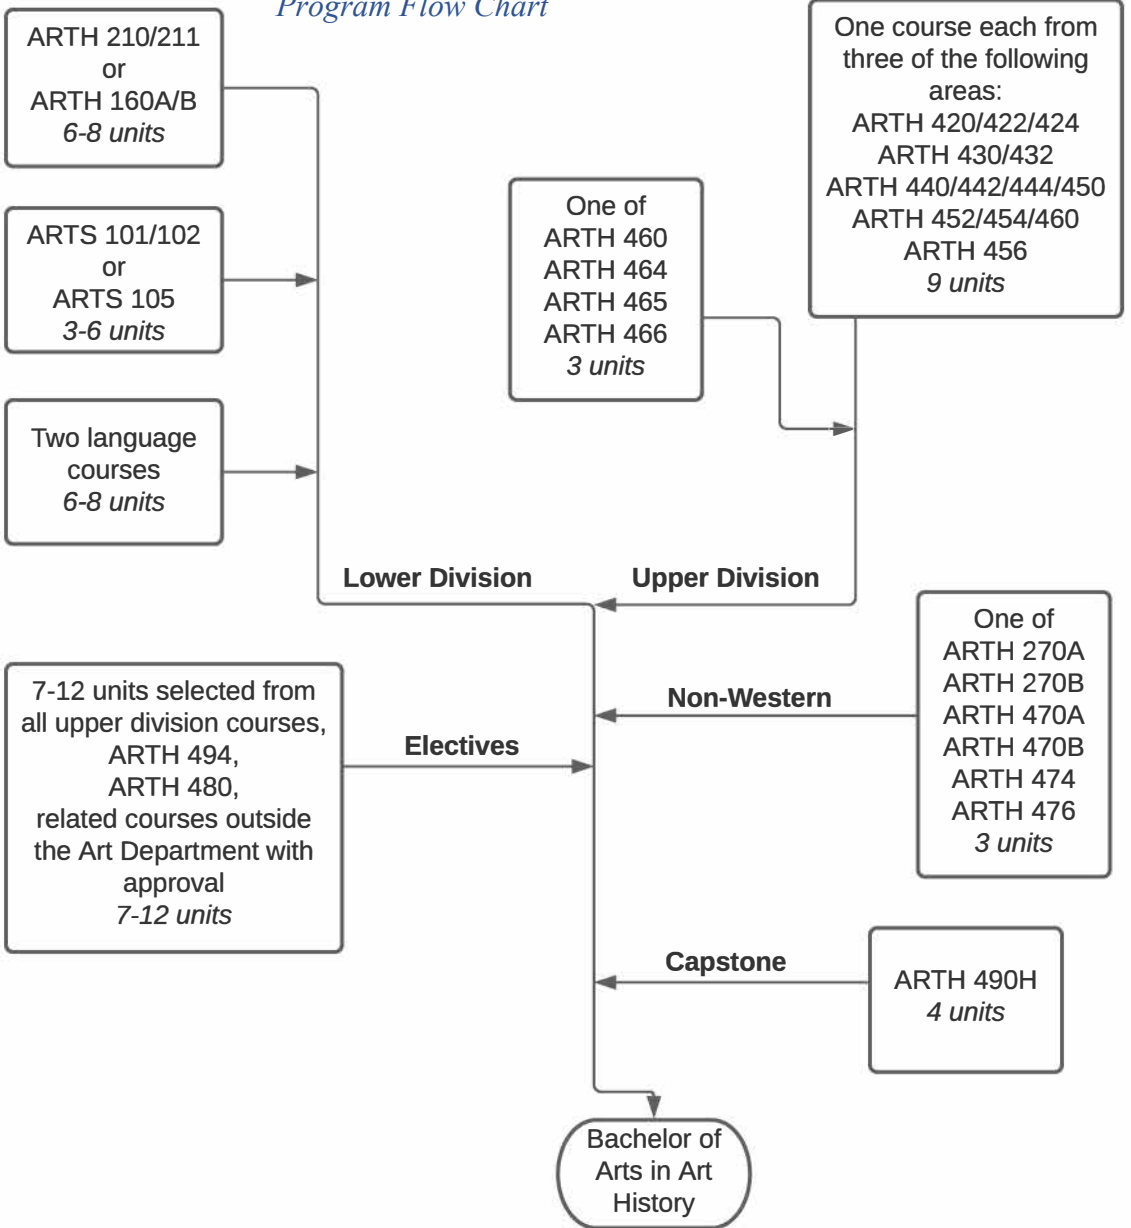 Program Flow Chart
ARTH 210/211
or
ARTH 160A/B
6-8 units
One course each from
three of the following
areas:
ARTH 420/422/424
ARTH 430/432
ARTH 440/442/444/450
ARTH 452/454/460
ARTH 456
9 units
One of
ARTH 460
ARTH 464
ARTH 465
ARTH 466
3 units
ARTS 101/102
or
ARTS 105
3-6 units
Two language
courses
6-8 units
Lower Division
Upper Division
One of
ARTH 270A
ARTH 270B
ARTH 470A
ARTH 470B
ARTH 474
ARTH 476
3 units
Non-Western
7-12 units selected from
all upper division courses,
ARTH 494,
ARTH 480,
related courses outside
the Art Department with
approval
7-12 units
Electives
Capstone
ARTH 490H
4 units
Bachelor of
Arts in Art
History